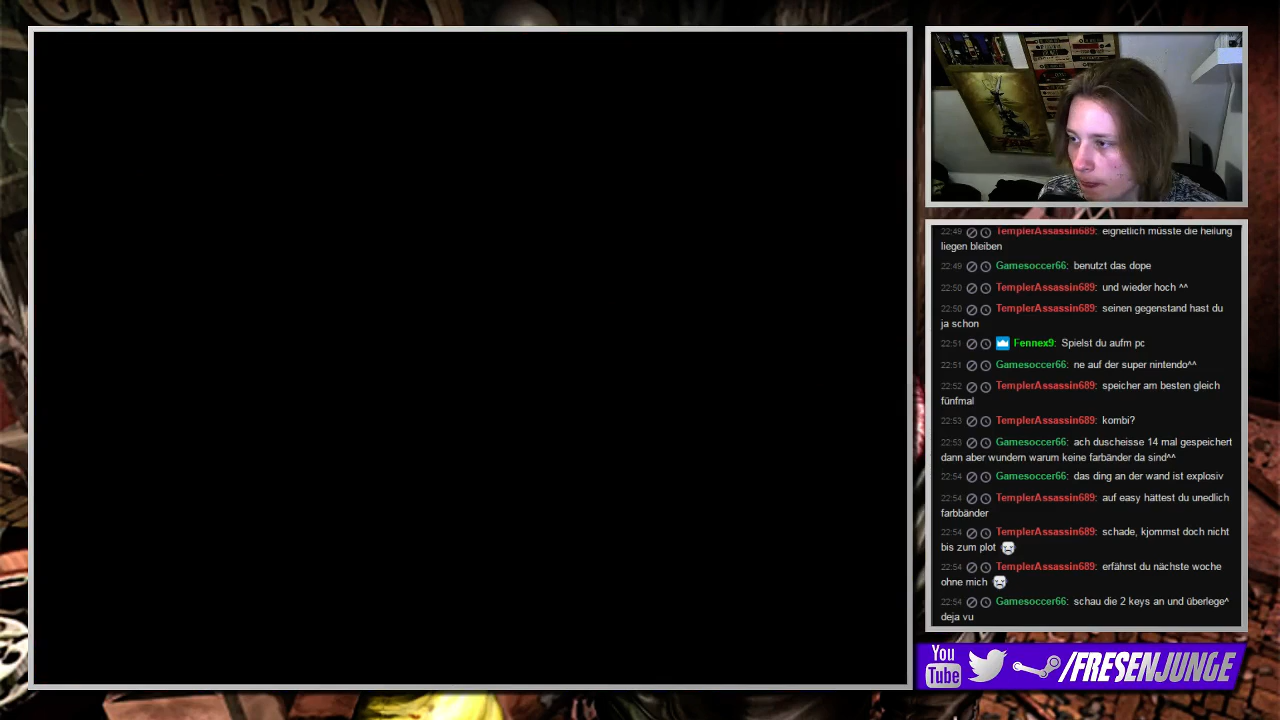 22:49 TemplerAssassin689: eignetlich müsste die heilung
liegen bleiben
22:49 Gamesoccer66: benutzt das dope
22:50 TemplerAssassin689: und wieder hoch ^^
22:50 TemplerAssassin689: seinen gegenstand hast du
ja schon
22:51 Fennex9: Spielst du aufm pc
22:51 Gamesoccer66: ne auf der super nintendo^^
22:52 TemplerAssassin689: speicher am besten gleich
fünfmal
22:53 TemplerAssassin689: kombi?
22:53 Gamesoccer66: ach duscheisse 14 mal gespeichert
dann aber wundern warum keine farbänder da sind^^
22:54 Gamesoccer66: das ding an der wand ist explosiv
22:54 TemplerAssassin689: auf easy hättest du unedlich
farbbänder
22:54 TemplerAssassin689: schade, kjommst doch nicht
bis zum plot
22:54 TemplerAssassin689: erfährst du nächste woche
ohne mich
22:54 Gamesoccer66: schau die 2 keys an und überlege^
deja vu
You
Tube
/FRESENJUNGE